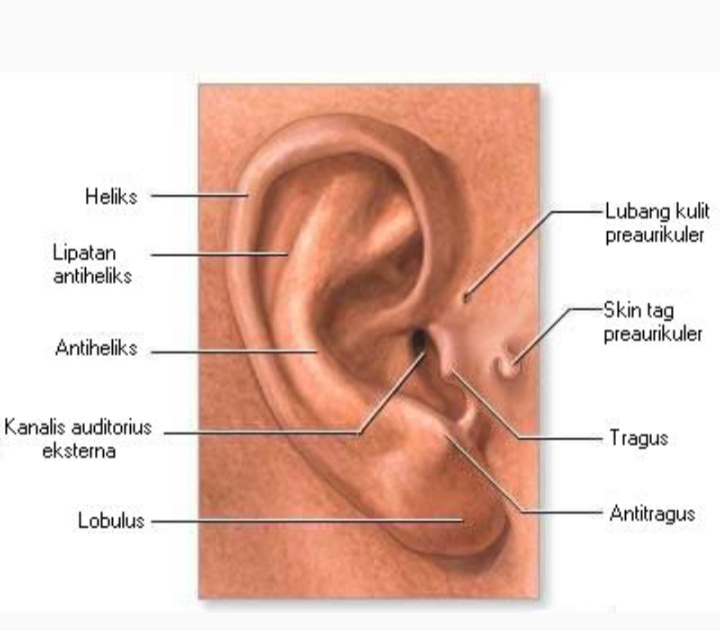 Heliks
Lipatan
antiheliks
Antiheliks
Kanalis auditorius
eksterna
Lobulus
Lubang kulit
preaurikuler
Skin tag
preaurikuler
Tragus
Antitragus